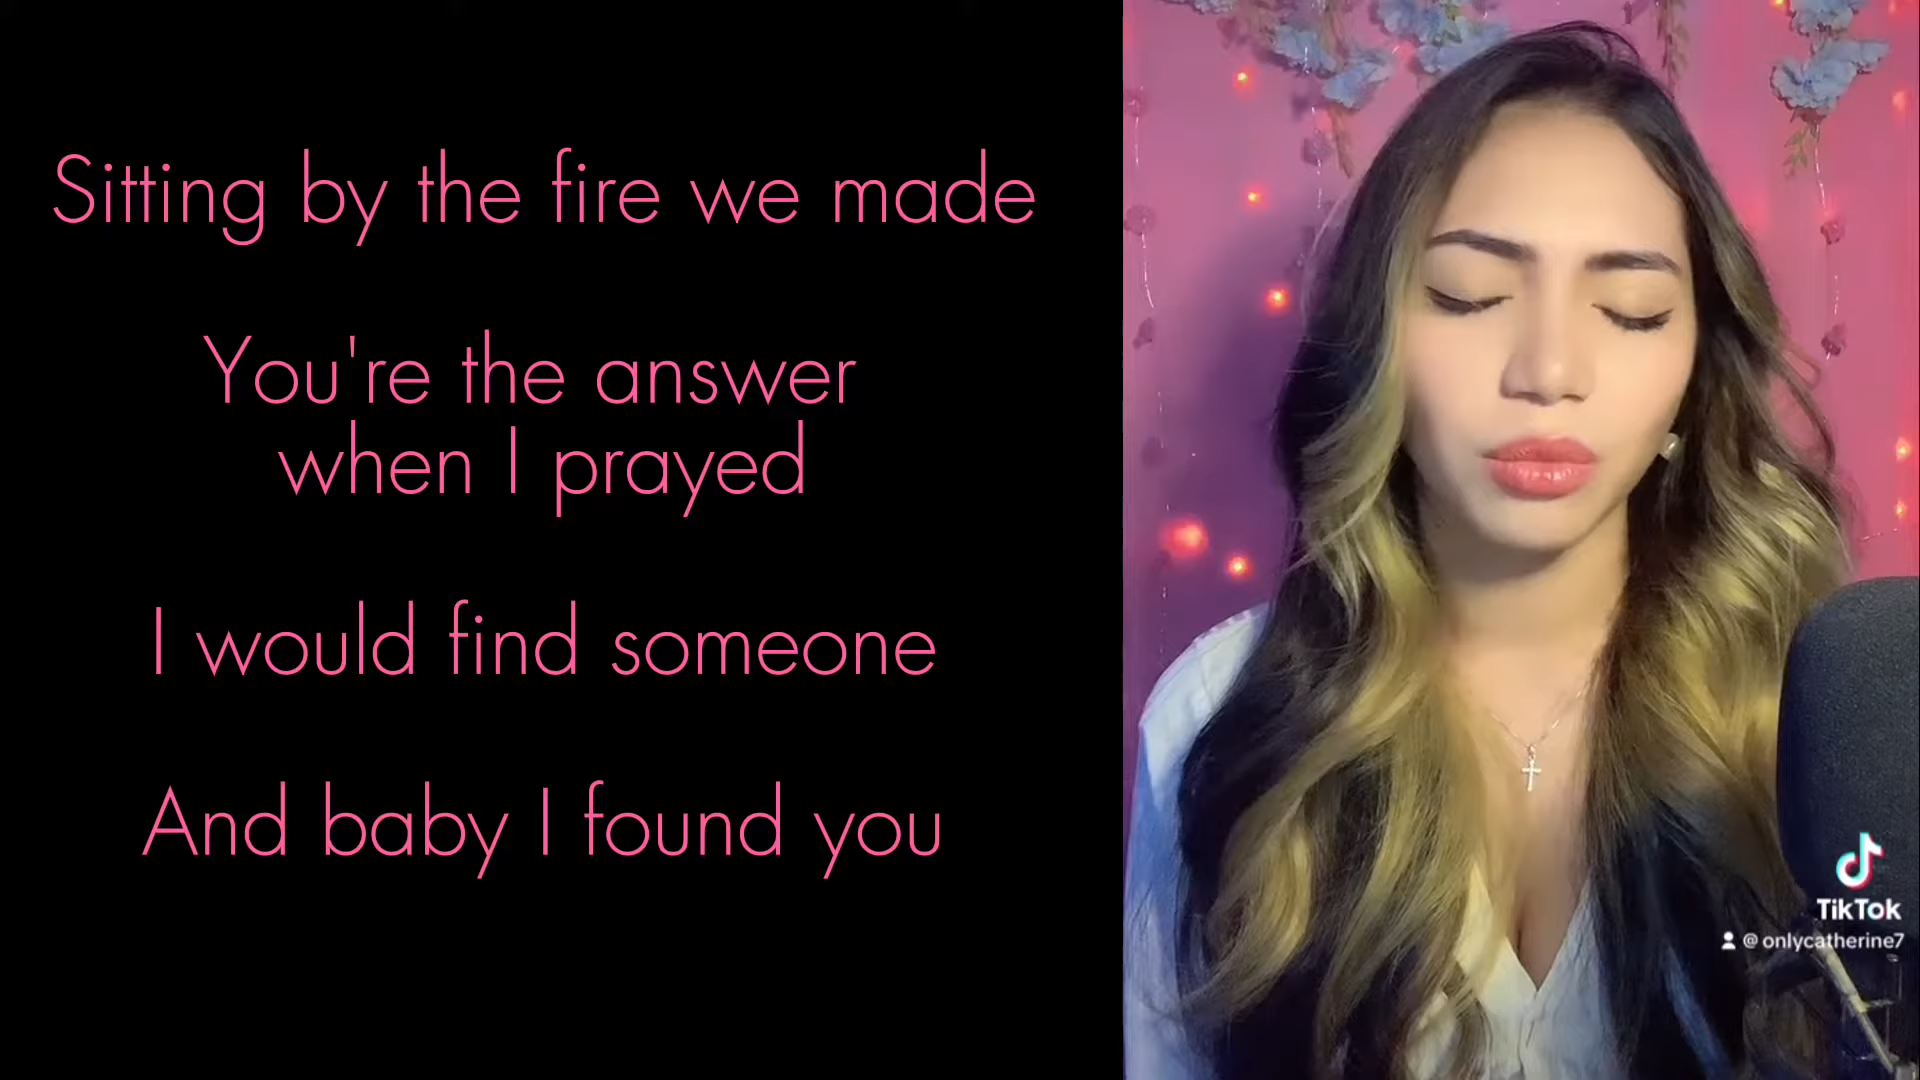 Sitting by the fire we made
You're the answer
when I prayed
I would find someone
And baby I found you
TikTok
@onlycatherine7